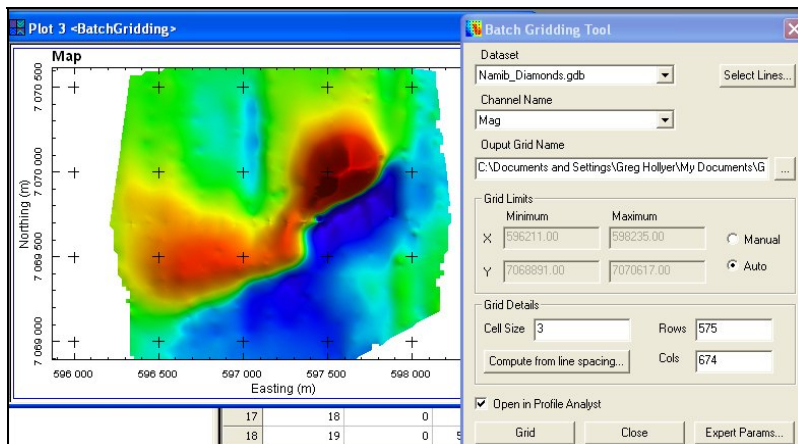 Plot 3 <BatchGridding>
Map
7 070 500
7 070 000
7 069 500
7 069 000
Northing (m)
596 000
596 500
597 000
597 500
598 000
Easting (m)
17 18 0
18 19 0 5
Batch Gridding Tool
Dataset
Namib_Diamonds.gdb
Select Lines...
Channel Name
Mag
Ouput Grid Name
C:\Documents and Settings\Greg Hollyer\My Documents\G
...
Grid Limits
Minimum Maximum
X 596211.00 598235.00
Manual
Y 7068891.00 7070617.00
Auto
Grid Details
Cell Size 3 Rows 575
Compute from line spacing... Cols 674
Open in Profile Analyst
Grid Close Expert Params...